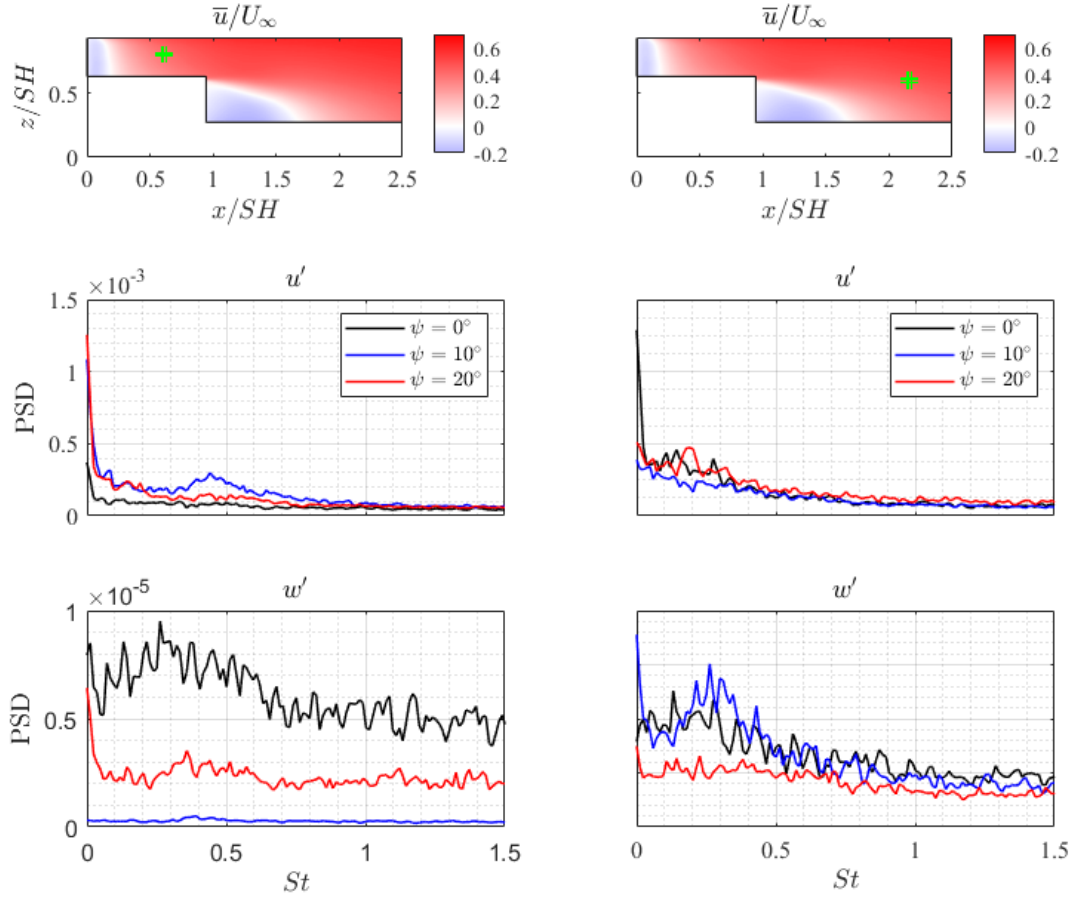 u̅/U∞
u̅/U∞
z/SH
0.5
0
0.6
0.4
0.2
0
-0.2
0.6
0.4
0.2
0
-0.2
0 0.5 1 1.5 2 2.5
0 0.5 1 1.5 2 2.5
x/SH
x/SH
×10⁻³
u′
u′
PSD
1.5
1
0.5
0
ψ = 0°
ψ = 10°
ψ = 20°
ψ = 0°
ψ = 10°
ψ = 20°
×10⁻⁵
w′
w′
PSD
1
0.5
0
0 0.5 1 1.5
0 0.5 1 1.5
St
St